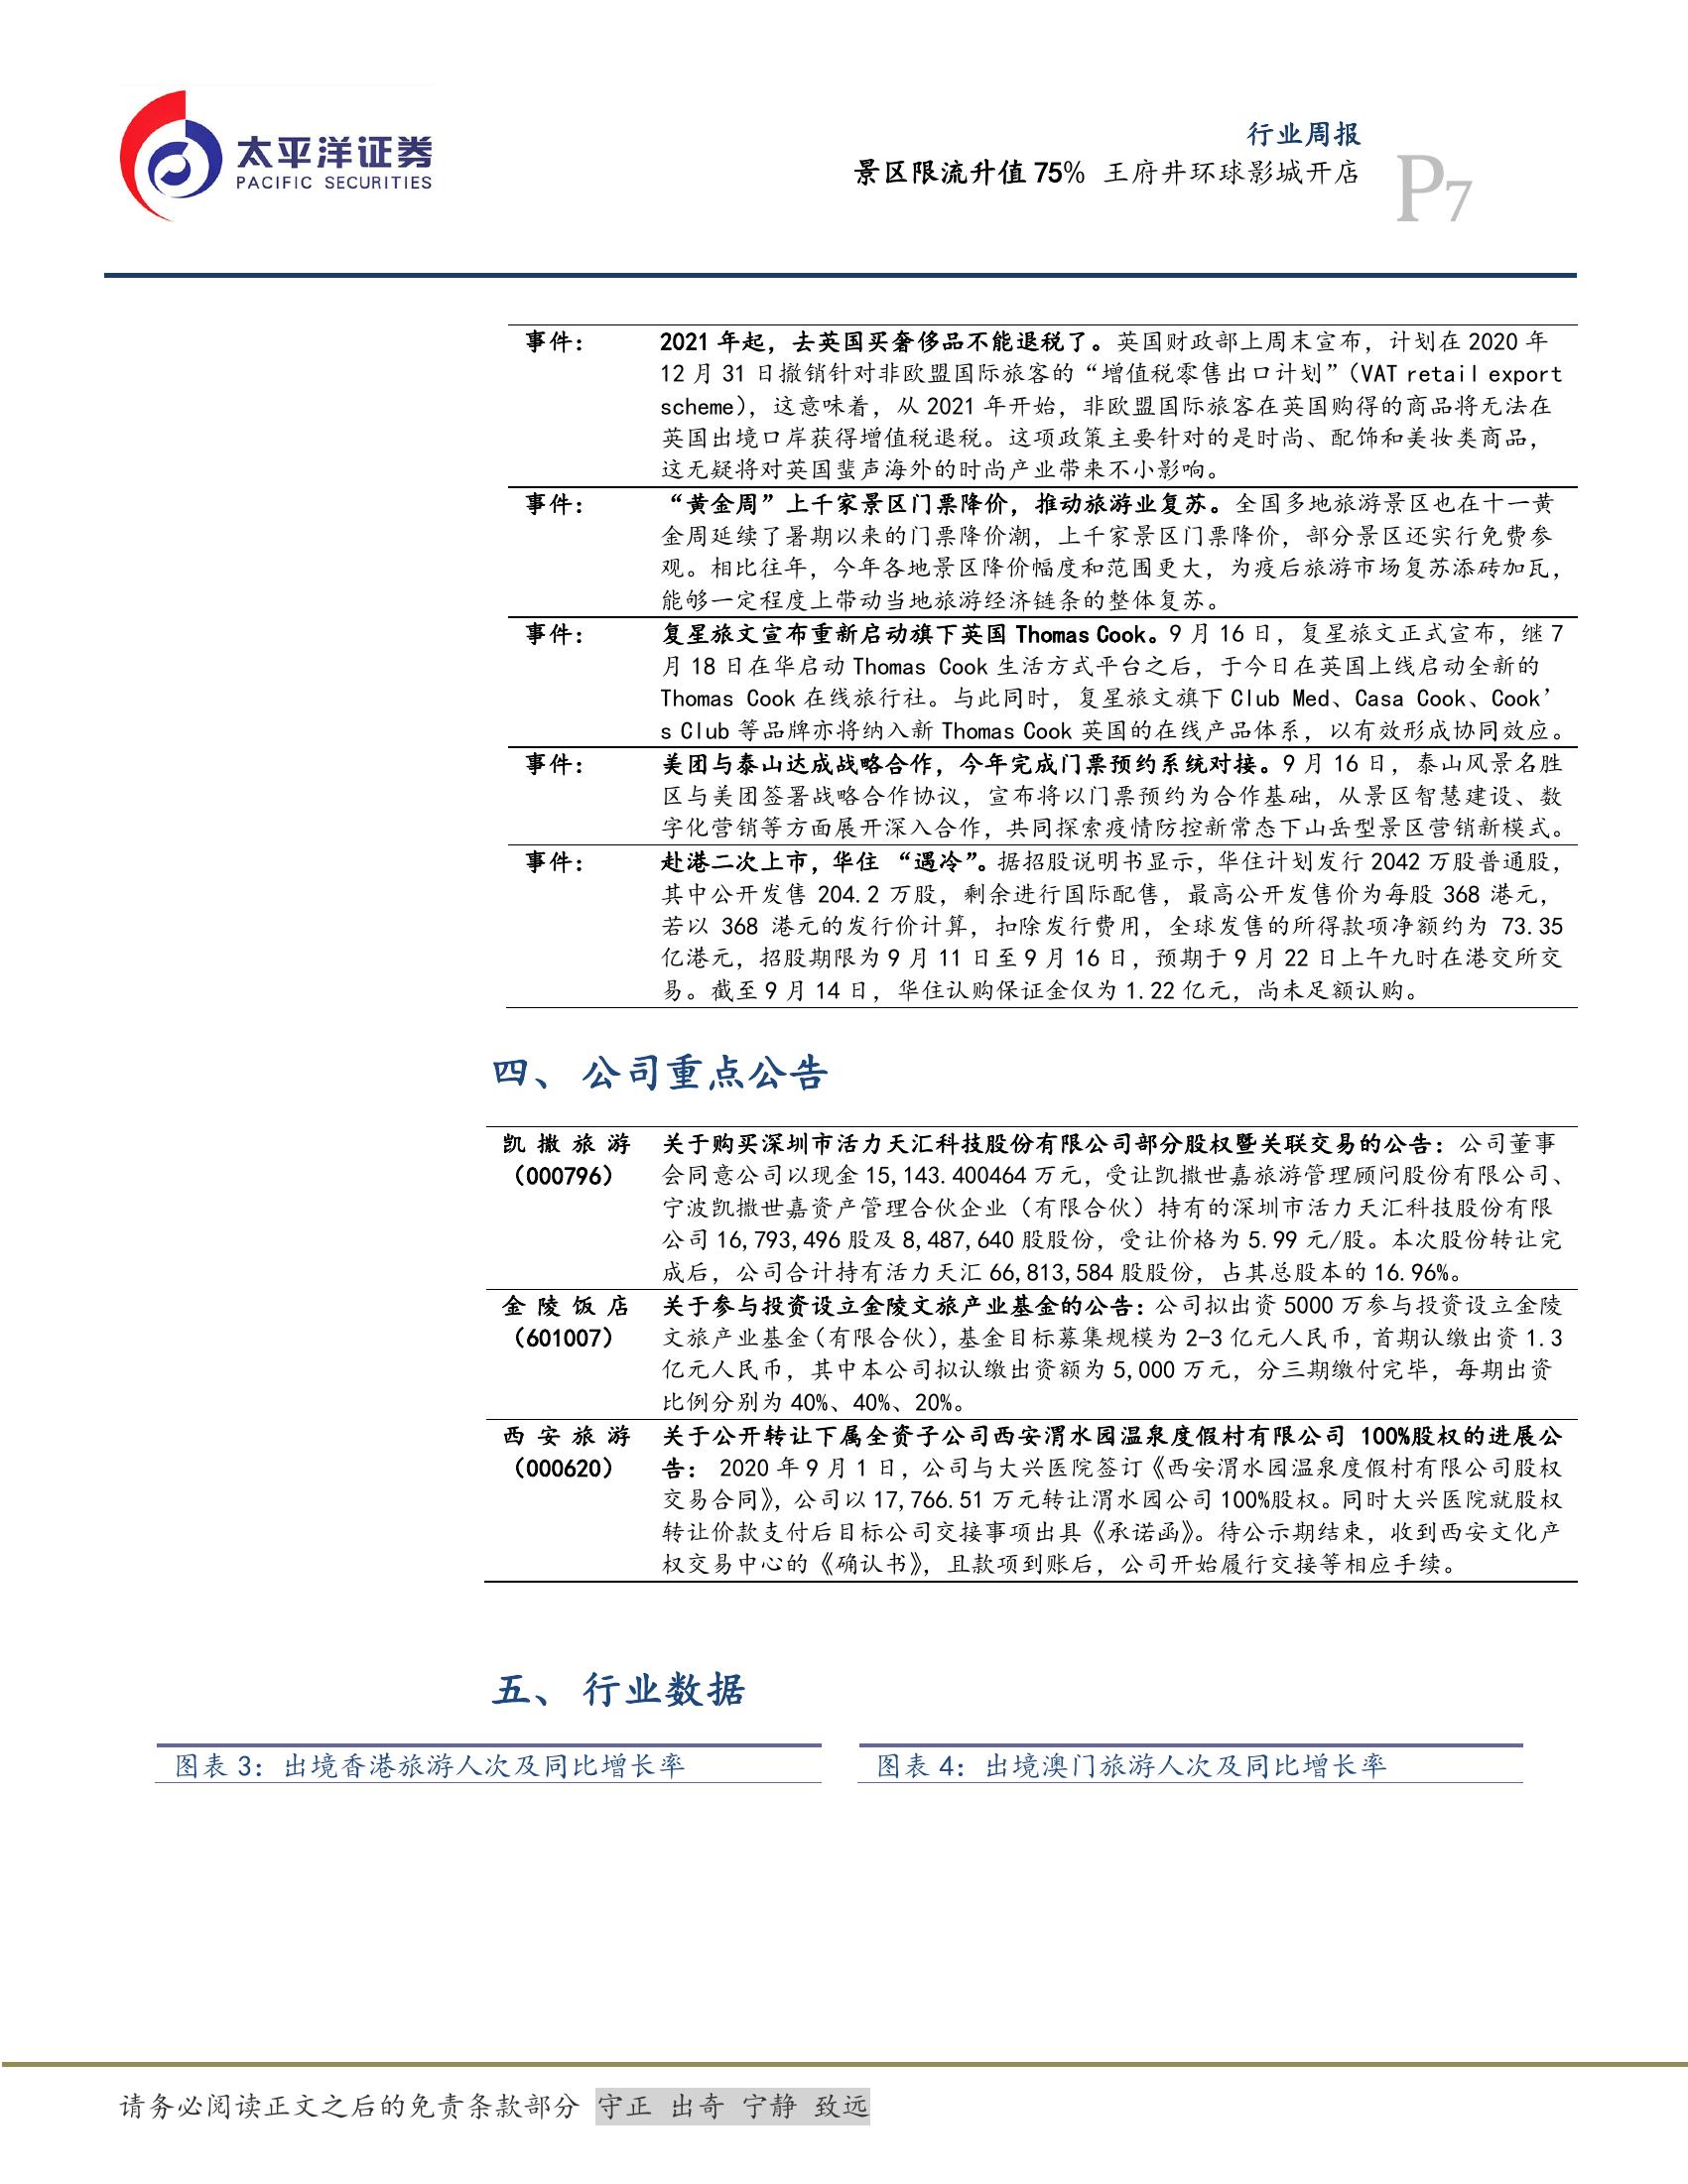 太平洋证券
PACIFIC SECURITIES
行业周报
景区限流升值 75% 王府井环球影城开店
P7
事件：
2021 年起，去英国买奢侈品不能退税了。英国财政部上周末宣布，计划在 2020 年
12 月 31 日撤销针对非欧盟国际旅客的“增值税零售出口计划”（VAT retail export
scheme），这意味着，从 2021 年开始，非欧盟国际旅客在英国购得的商品将无法在
英国出境口岸获得增值税退税。这项政策主要针对的是时尚、配饰和美妆类商品，
这无疑将对英国蜚声海外的时尚产业带来不小影响。
事件：
“黄金周”上千家景区门票降价，推动旅游业复苏。全国多地旅游景区也在十一黄
金周延续了暑期以来的门票降价潮，上千家景区门票降价，部分景区还实行免费参
观。相比往年，今年各地景区降价幅度和范围更大，为疫后旅游市场复苏添砖加瓦，
能够一定程度上带动当地旅游经济链条的整体复苏。
事件：
复星旅文宣布重新启动旗下英国 Thomas Cook。9 月 16 日，复星旅文正式宣布，继 7
月 18 日在华启动 Thomas Cook 生活方式平台之后，于今日在英国上线启动全新的
Thomas Cook 在线旅行社。与此同时，复星旅文旗下 Club Med、Casa Cook、Cook’
s Club 等品牌亦将纳入新 Thomas Cook 英国的在线产品体系，以有效形成协同效应。
事件：
美团与泰山达成战略合作，今年完成门票预约系统对接。9 月 16 日，泰山风景名胜
区与美团签署战略合作协议，宣布将以门票预约为合作基础，从景区智慧建设、数
字化营销等方面展开深入合作，共同探索疫情防控新常态下山岳型景区营销新模式。
事件：
赴港二次上市，华住 “遇冷”。据招股说明书显示，华住计划发行 2042 万股普通股，
其中公开发售 204.2 万股，剩余进行国际配售，最高公开发售价为每股 368 港元，
若以 368 港元的发行价计算，扣除发行费用，全球发售的所得款项净额约为 73.35
亿港元，招股期限为 9 月 11 日至 9 月 16 日，预期于 9 月 22 日上午九时在港交所交
易。截至 9 月 14 日，华住认购保证金仅为 1.22 亿元，尚未足额认购。
四、 公司重点公告
凯撒旅游
（000796）
关于购买深圳市活力天汇科技股份有限公司部分股权暨关联交易的公告：公司董事
会同意公司以现金 15,143.400464 万元，受让凯撒世嘉旅游管理顾问股份有限公司、
宁波凯撒世嘉资产管理合伙企业（有限合伙）持有的深圳市活力天汇科技股份有限
公司 16,793,496 股及 8,487,640 股股份，受让价格为 5.99 元/股。本次股份转让完
成后，公司合计持有活力天汇 66,813,584 股股份，占其总股本的 16.96%。
金陵饭店
（601007）
关于参与投资设立金陵文旅产业基金的公告：公司拟出资 5000 万参与投资设立金陵
文旅产业基金（有限合伙），基金目标募集规模为 2-3 亿元人民币，首期认缴出资 1.3
亿元人民币，其中本公司拟认缴出资额为 5,000 万元，分三期缴付完毕，每期出资
比例分别为 40%、40%、20%。
西安旅游
（000620）
关于公开转让下属全资子公司西安渭水园温泉度假村有限公司 100%股权的进展公
告： 2020 年 9 月 1 日，公司与大兴医院签订《西安渭水园温泉度假村有限公司股权
交易合同》，公司以 17,766.51 万元转让渭水园公司 100%股权。同时大兴医院就股权
转让价款支付后目标公司交接事项出具《承诺函》。待公示期结束，收到西安文化产
权交易中心的《确认书》，且款项到账后，公司开始履行交接等相应手续。
五、 行业数据
图表 3：出境香港旅游人次及同比增长率
图表 4：出境澳门旅游人次及同比增长率
请务必阅读正文之后的免责条款部分 守正 出奇 宁静 致远